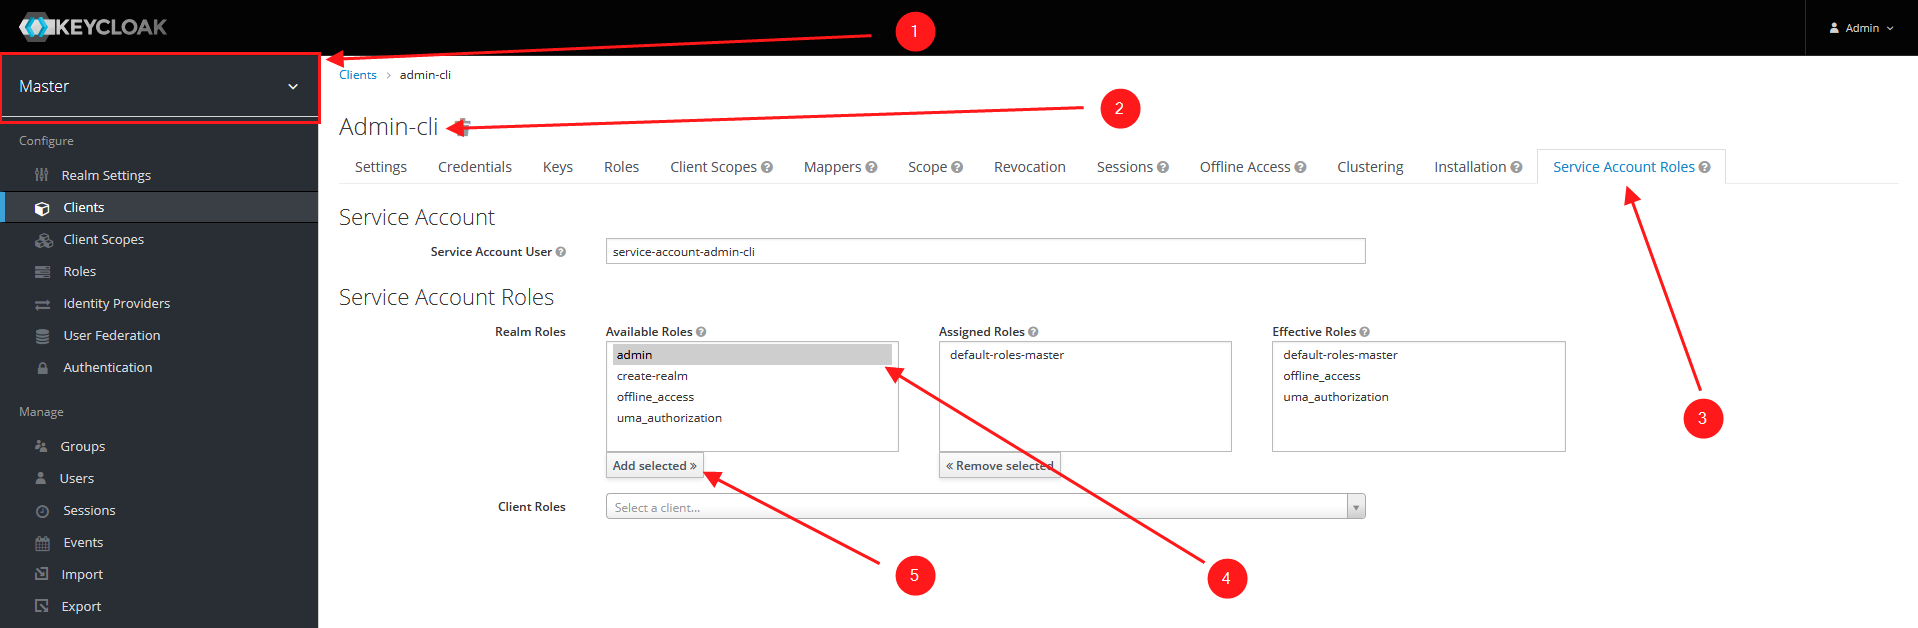 KEYCLOAK
1
Admin
Master
Clients > admin-cli
2
Admin-cli
Configure
Settings Credentials Keys Roles Client Scopes Mappers Scope Revocation Sessions Offline Access Clustering Installation Service Account Roles
Realm Settings
Clients
Client Scopes
Roles
Identity Providers
User Federation
Authentication
Manage
Groups
Users
Sessions
Events
Import
Export
Service Account
Service Account User service-account-admin-cli
Service Account Roles
Realm Roles Available Roles Assigned Roles Effective Roles
admin default-roles-master default-roles-master
create-realm offline_access
offline_access uma_authorization
uma_authorization
3
Add selected » « Remove selected
Client Roles Select a client...
5
4